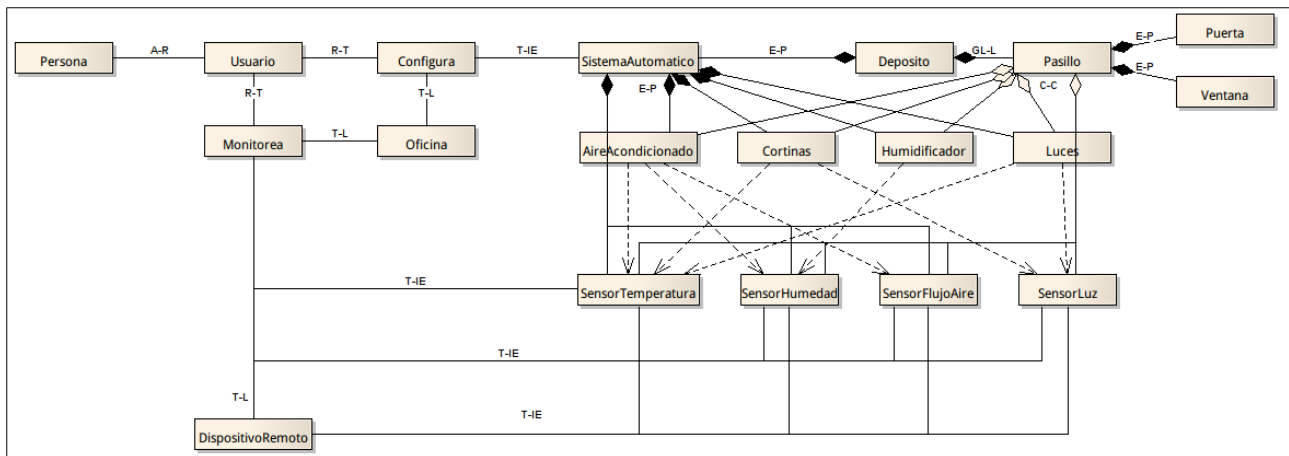 E-P
Puerta
A-R
R-T
T-IE
E-P
GL-L
Persona
Usuario
Configura
SistemaAutomatico
Deposito
Pasillo
E-P
R-T
T-L
E-P
C-C
Ventana
T-L
Monitorea
Oficina
AireAcondicionado
Cortinas
Humidificador
Luces
T-IE
SensorTemperatura
SensorHumedad
SensorFlujoAire
SensorLuz
T-IE
T-L
T-IE
DispositivoRemoto